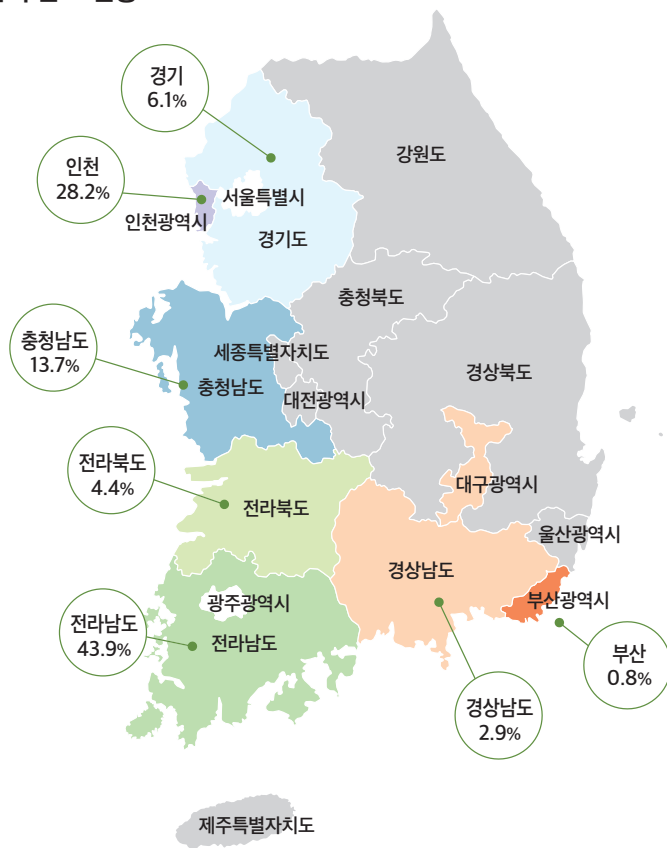 경기
6.1%
강원도
인천
28.2%
서울특별시
인천광역시
경기도
충청북도
충청남도
13.7%
세종특별자치도
경상북도
충청남도
대전광역시
전라북도
4.4%
대구광역시
전라북도
울산광역시
경상남도
전라남도
43.9%
광주광역시
부산광역시
전라남도
부산
0.8%
경상남도
2.9%
제주특별자치도